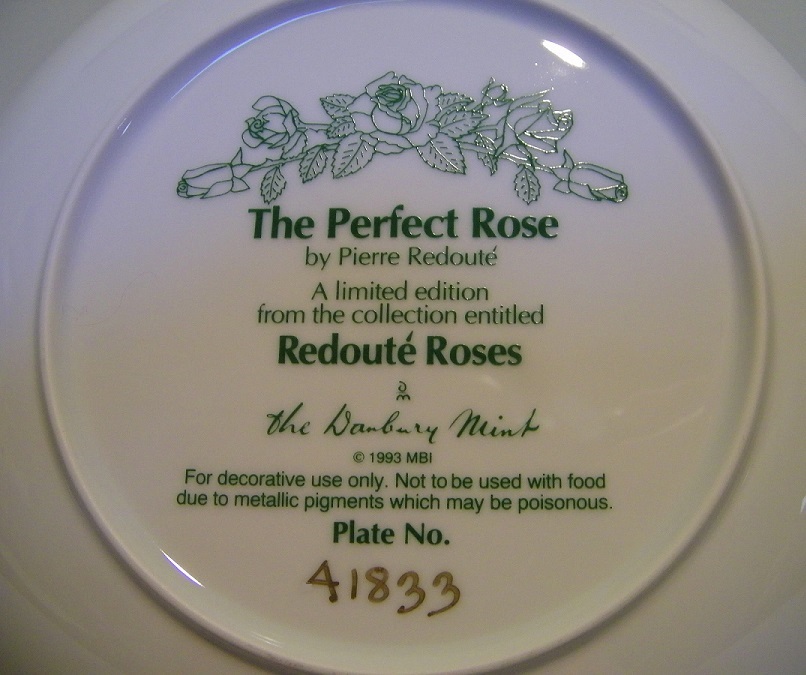 The Perfect Rose
by Pierre Redouté
A limited edition
from the collection entitled
Redouté Roses
DM
the Danbury Mint
© 1993 MBI
For decorative use only. Not to be used with food
due to metallic pigments which may be poisonous.
Plate No.
41833